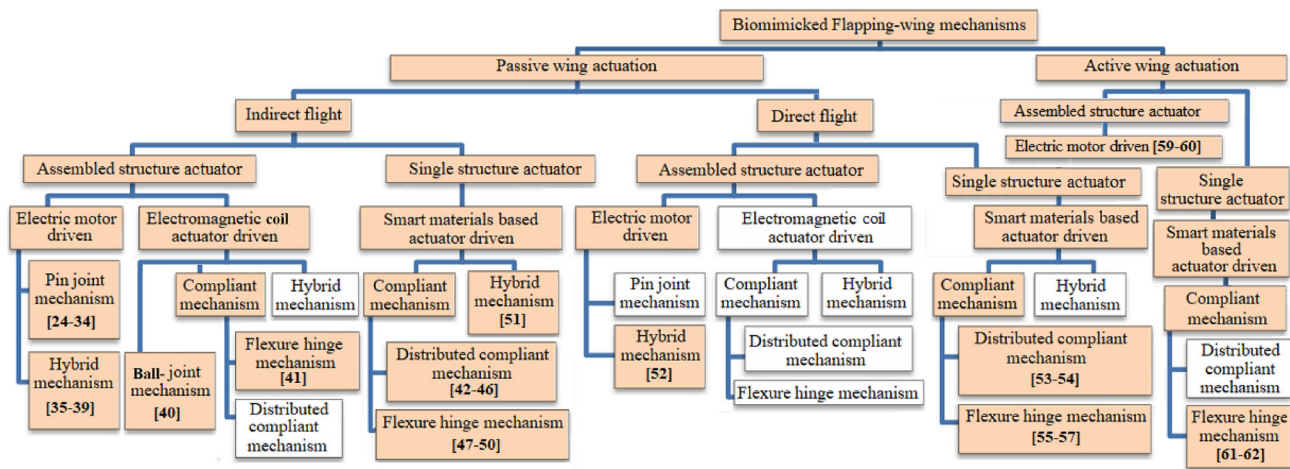 Biomimicked Flapping-wing mechanisms
Passive wing actuation
Active wing actuation
Indirect flight
Direct flight
Assembled structure actuator
Electric motor driven [59-60]
Assembled structure actuator
Single structure actuator
Assembled structure actuator
Single structure actuator
Single
structure actuator
Electric motor
driven
Electromagnetic coil
actuator driven
Smart materials based
actuator driven
Electric motor
driven
Electromagnetic coil
actuator driven
Smart materials based
actuator driven
Smart materials
based
actuator driven
Pin joint
mechanism
[24-34]
Hybrid
mechanism
[35-39]
Ball- joint
mechanism
[40]
Compliant
mechanism
Hybrid
mechanism
Flexure hinge
mechanism
[41]
Distributed
compliant
mechanism
Compliant
mechanism
Hybrid
mechanism
[51]
Distributed compliant
mechanism
[42-46]
Flexure hinge mechanism
[47-50]
Pin joint
mechanism
Hybrid
mechanism
[52]
Compliant
mechanism
Hybrid
mechanism
Distributed compliant
mechanism
Flexure hinge mechanism
Compliant
mechanism
Hybrid
mechanism
Distributed compliant
mechanism
[53-54]
Flexure hinge mechanism
[55-57]
Compliant
mechanism
Distributed
compliant
mechanism
Flexure hinge
mechanism
[61-62]